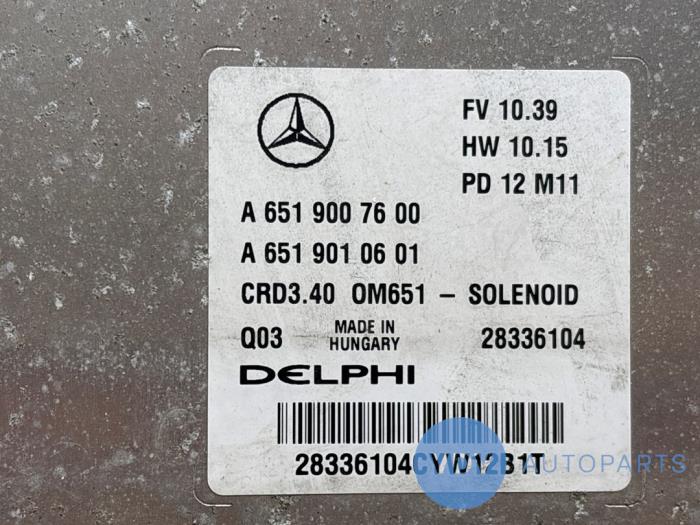 FV 10.39
HW 10.15
PD 12 M11
A 651 900 76 00
A 651 901 06 01
CRD3.40 OM651 - SOLENOID
Q03 MADE IN HUNGARY 28336104
DELPHI
28336104CYW12B1T
AUTOPARTS